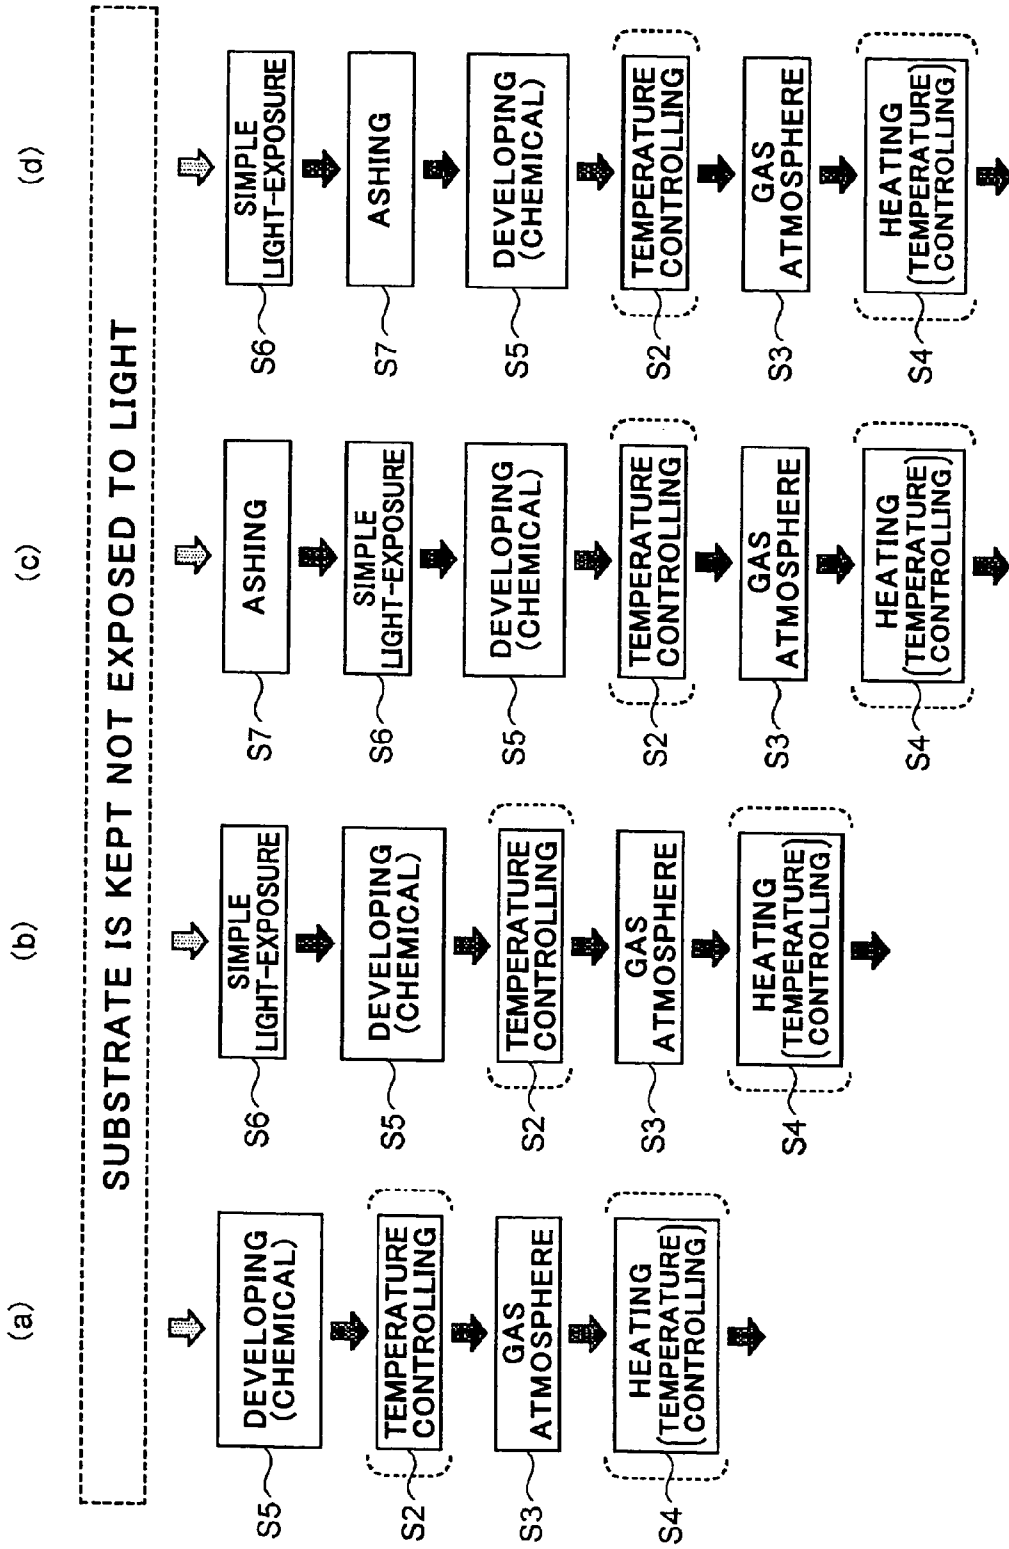 SUBSTRATE IS KEPT NOT EXPOSED TO LIGHT
(a)
DEVELOPING
(CHEMICAL)
S5
TEMPERATURE
CONTROLLING
S2
GAS
ATMOSPHERE
S3
HEATING
(TEMPERATURE
CONTROLLING)
S4
(b)
SIMPLE
LIGHT-EXPOSURE
S6
DEVELOPING
(CHEMICAL)
S5
TEMPERATURE
CONTROLLING
S2
GAS
ATMOSPHERE
S3
HEATING
(TEMPERATURE
CONTROLLING)
S4
(c)
ASHING
S7
SIMPLE
LIGHT-EXPOSURE
S6
DEVELOPING
(CHEMICAL)
S5
TEMPERATURE
CONTROLLING
S2
GAS
ATMOSPHERE
S3
HEATING
(TEMPERATURE
CONTROLLING)
S4
(d)
SIMPLE
LIGHT-EXPOSURE
S6
ASHING
S7
DEVELOPING
(CHEMICAL)
S5
TEMPERATURE
CONTROLLING
S2
GAS
ATMOSPHERE
S3
HEATING
(TEMPERATURE
CONTROLLING)
S4